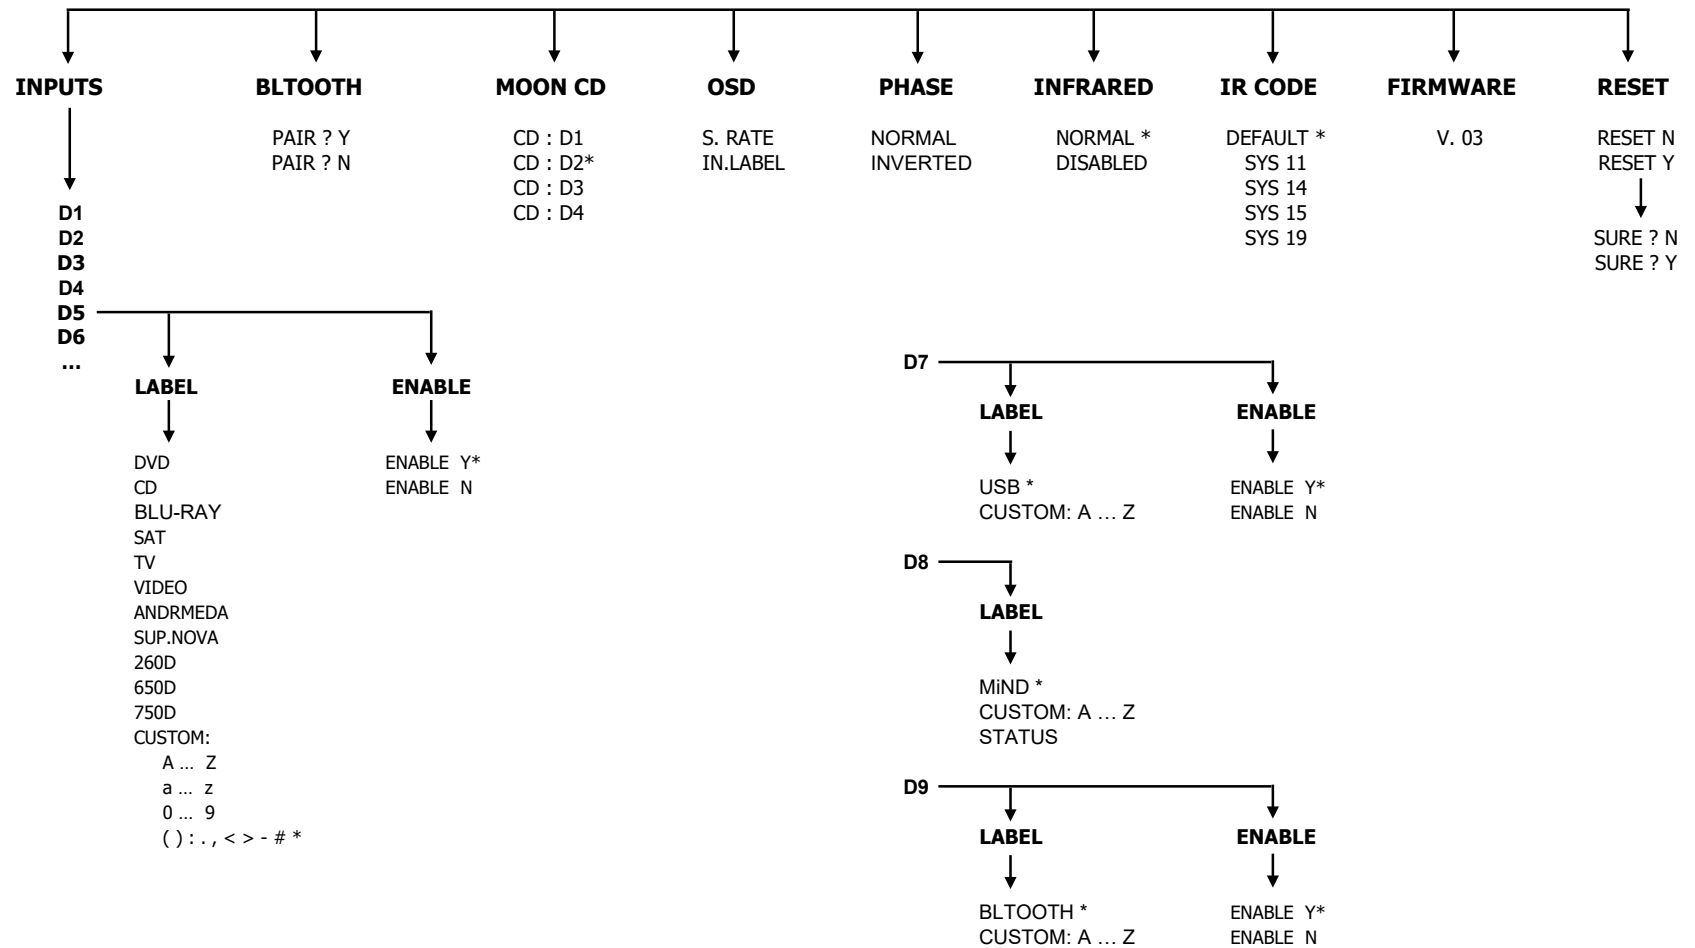 INPUTS
BLTOOTH
MOON CD
OSD
PHASE
INFRARED
IR CODE
FIRMWARE
RESET
PAIR ? Y
PAIR ? N
CD : D1
CD : D2*
CD : D3
CD : D4
S. RATE
IN.LABEL
NORMAL
INVERTED
NORMAL *
DISABLED
DEFAULT *
SYS 11
SYS 14
SYS 15
SYS 19
V. 03
RESET N
RESET Y
SURE ? N
SURE ? Y
D1
D2
D3
D4
D5
D6
...
LABEL
DVD
CD
BLU-RAY
SAT
TV
VIDEO
ANDRMEDA
SUP.NOVA
260D
650D
750D
CUSTOM:
A ... Z
a ... z
0 ... 9
( ) : . , < > - # *
ENABLE
ENABLE Y*
ENABLE N
D7
LABEL
USB *
CUSTOM: A ... Z
ENABLE
ENABLE Y*
ENABLE N
D8
LABEL
MiND *
CUSTOM: A ... Z
STATUS
D9
LABEL
BLTOOTH *
CUSTOM: A ... Z
ENABLE
ENABLE Y*
ENABLE N